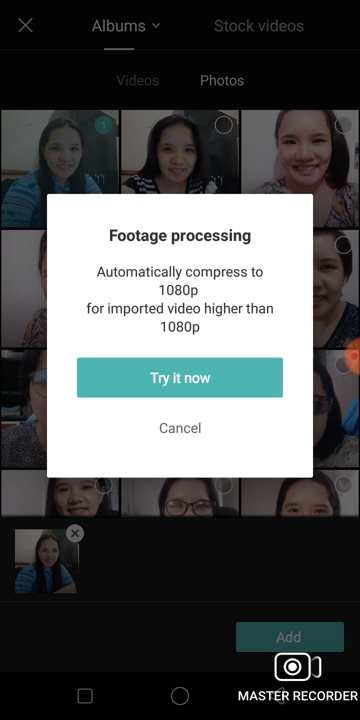 Albums
Stock videos
Videos
Photos
1
Footage processing
Automatically compress to
1080p
for imported video higher than
1080p
Try it now
Cancel
Add
MASTER RECORDER